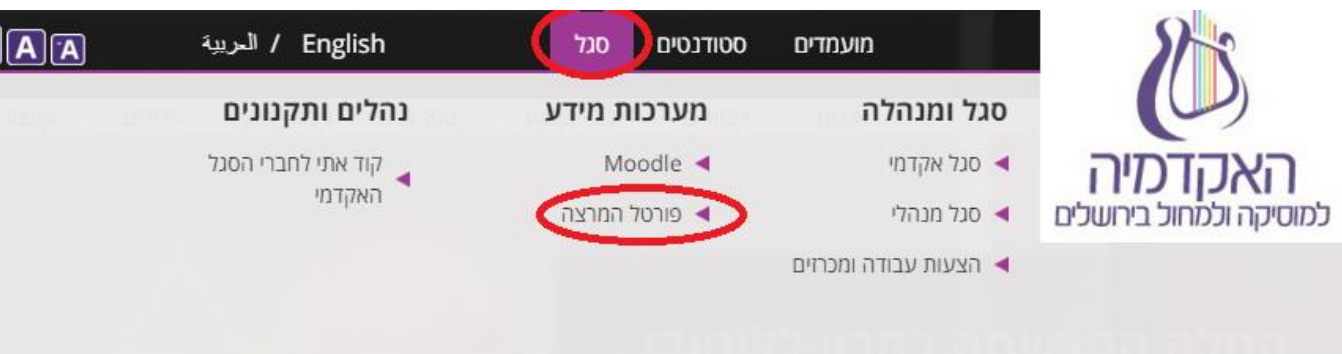 האקדמיה
למוסיקה ולמחול בירושלים
מועמדים
סטודנטים
סגל
English / العربية
A A
סגל ומנהלה
סגל אקדמי
סגל מנהלי
הצעות עבודה ומכרזים
מערכות מידע
Moodle
פורטל המרצה
נהלים ותקנונים
קוד אתי לחברי הסגל
האקדמי